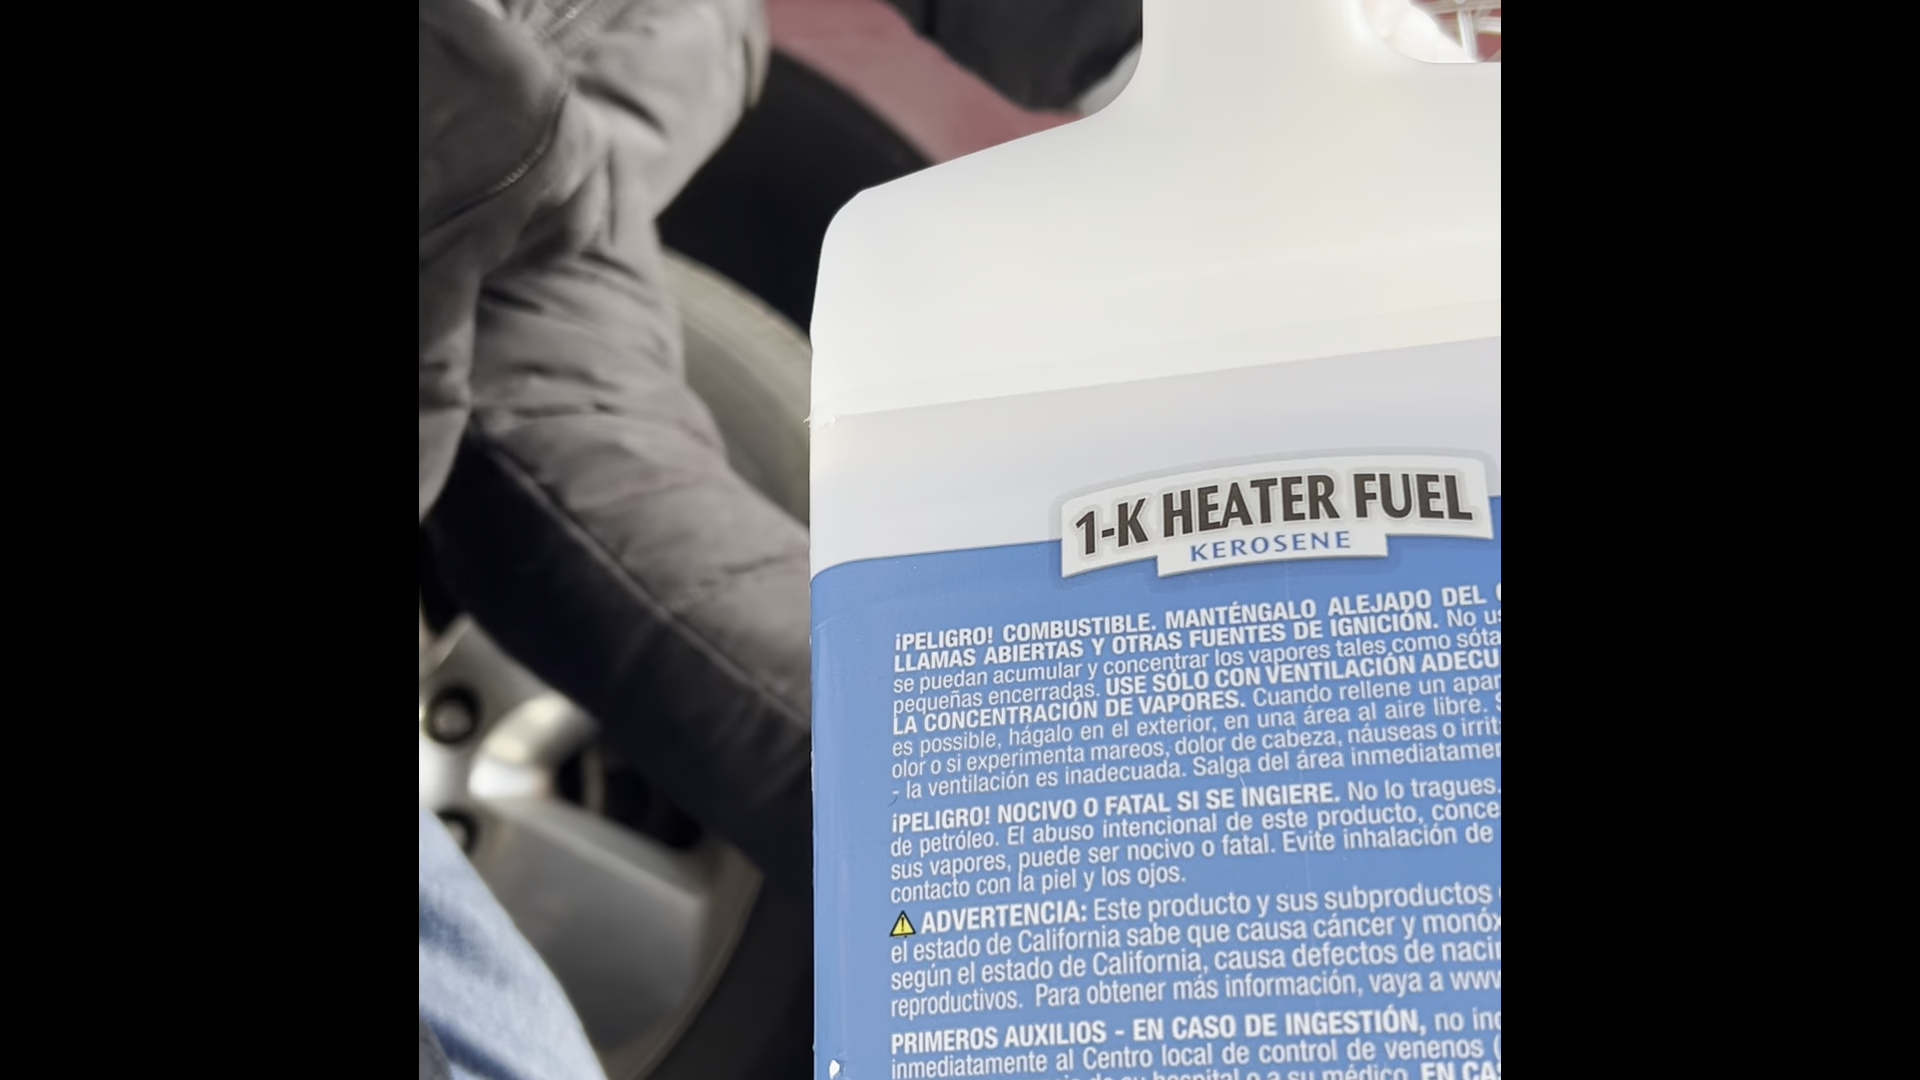 1-K HEATER FUEL
KEROSENE
¡PELIGRO! COMBUSTIBLE. MANTÉNGALO ALEJADO DEL
LLAMAS ABIERTAS Y OTRAS FUENTES DE IGNICIÓN. No
se puedan acumular y concentrar los vapores tales como
pequeñas encerradas. USE SÓLO CON VENTILACIÓN
LA CONCENTRACIÓN DE VAPORES. Cuando rellene un
es posible, hágalo en el exterior, en una área al aire libre.
olor o si experimenta mareos, dolor de cabeza, náuseas o
- la ventilación es inadecuada. Salga del área
¡PELIGRO! NOCIVO O FATAL SI SE INGIERE. No lo tragues.
de petróleo. El abuso intencional de este producto,
sus vapores, puede ser nocivo o fatal. Evite inhalación de
contacto con la piel y los ojos.
ADVERTENCIA: Este producto y sus subproductos
el estado de California sabe que causa cáncer y
según el estado de California, causa defectos de
reproductivos. Para obtener más información, vaya a
PRIMEROS AUXILIOS - EN CASO DE INGESTIÓN, no
inmediatamente al Centro local de control de venenos (
su hospital o a su médico. EN